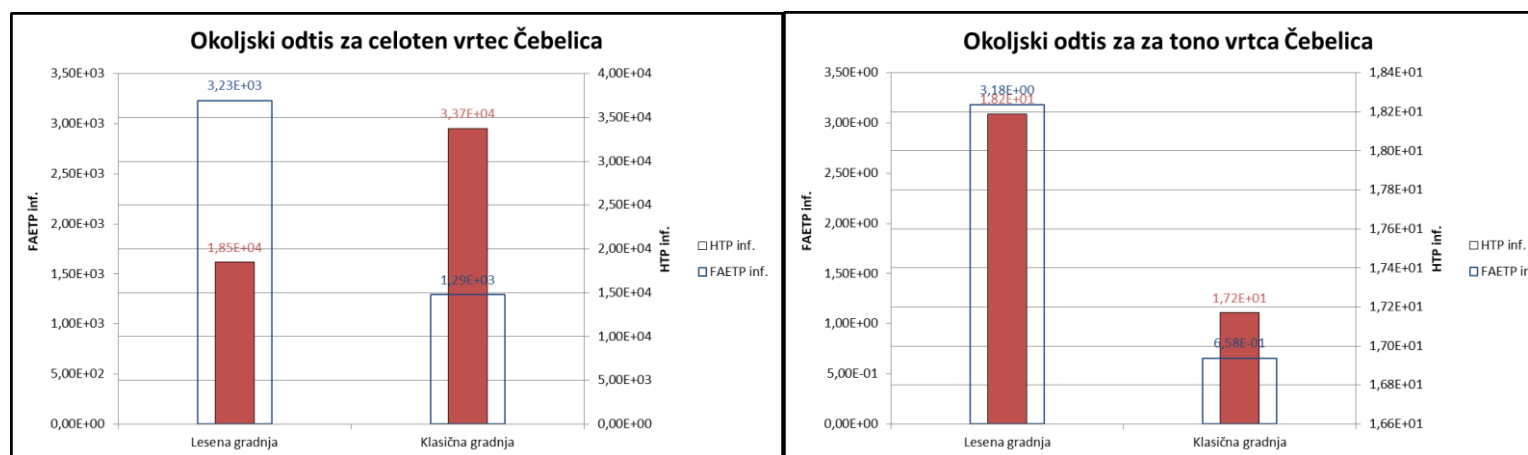 Okoljski odtis za celoten vrtec Čebelica
3,50E+03
3,00E+03
2,50E+03
2,00E+03
1,50E+03
1,00E+03
5,00E+02
0,00E+00
FAETP inf.
3,23E+03
1,85E+04
3,37E+04
1,29E+03
4,00E+04
3,50E+04
3,00E+04
2,50E+04
2,00E+04
1,50E+04
1,00E+04
5,00E+03
0,00E+00
HTP inf.
Lesena gradnja
Klasična gradnja
HTP inf.
FAETP inf.
Okoljski odtis za za tono vrtca Čebelica
3,50E+00
3,00E+00
2,50E+00
2,00E+00
1,50E+00
1,00E+00
5,00E-01
0,00E+00
FAETP inf.
3,18E+00
1,82E+01
1,72E+01
6,58E-01
1,84E+01
1,82E+01
1,80E+01
1,78E+01
1,76E+01
1,74E+01
1,72E+01
1,70E+01
1,68E+01
1,66E+01
HTP inf.
Lesena gradnja
Klasična gradnja
HTP inf.
FAETP in